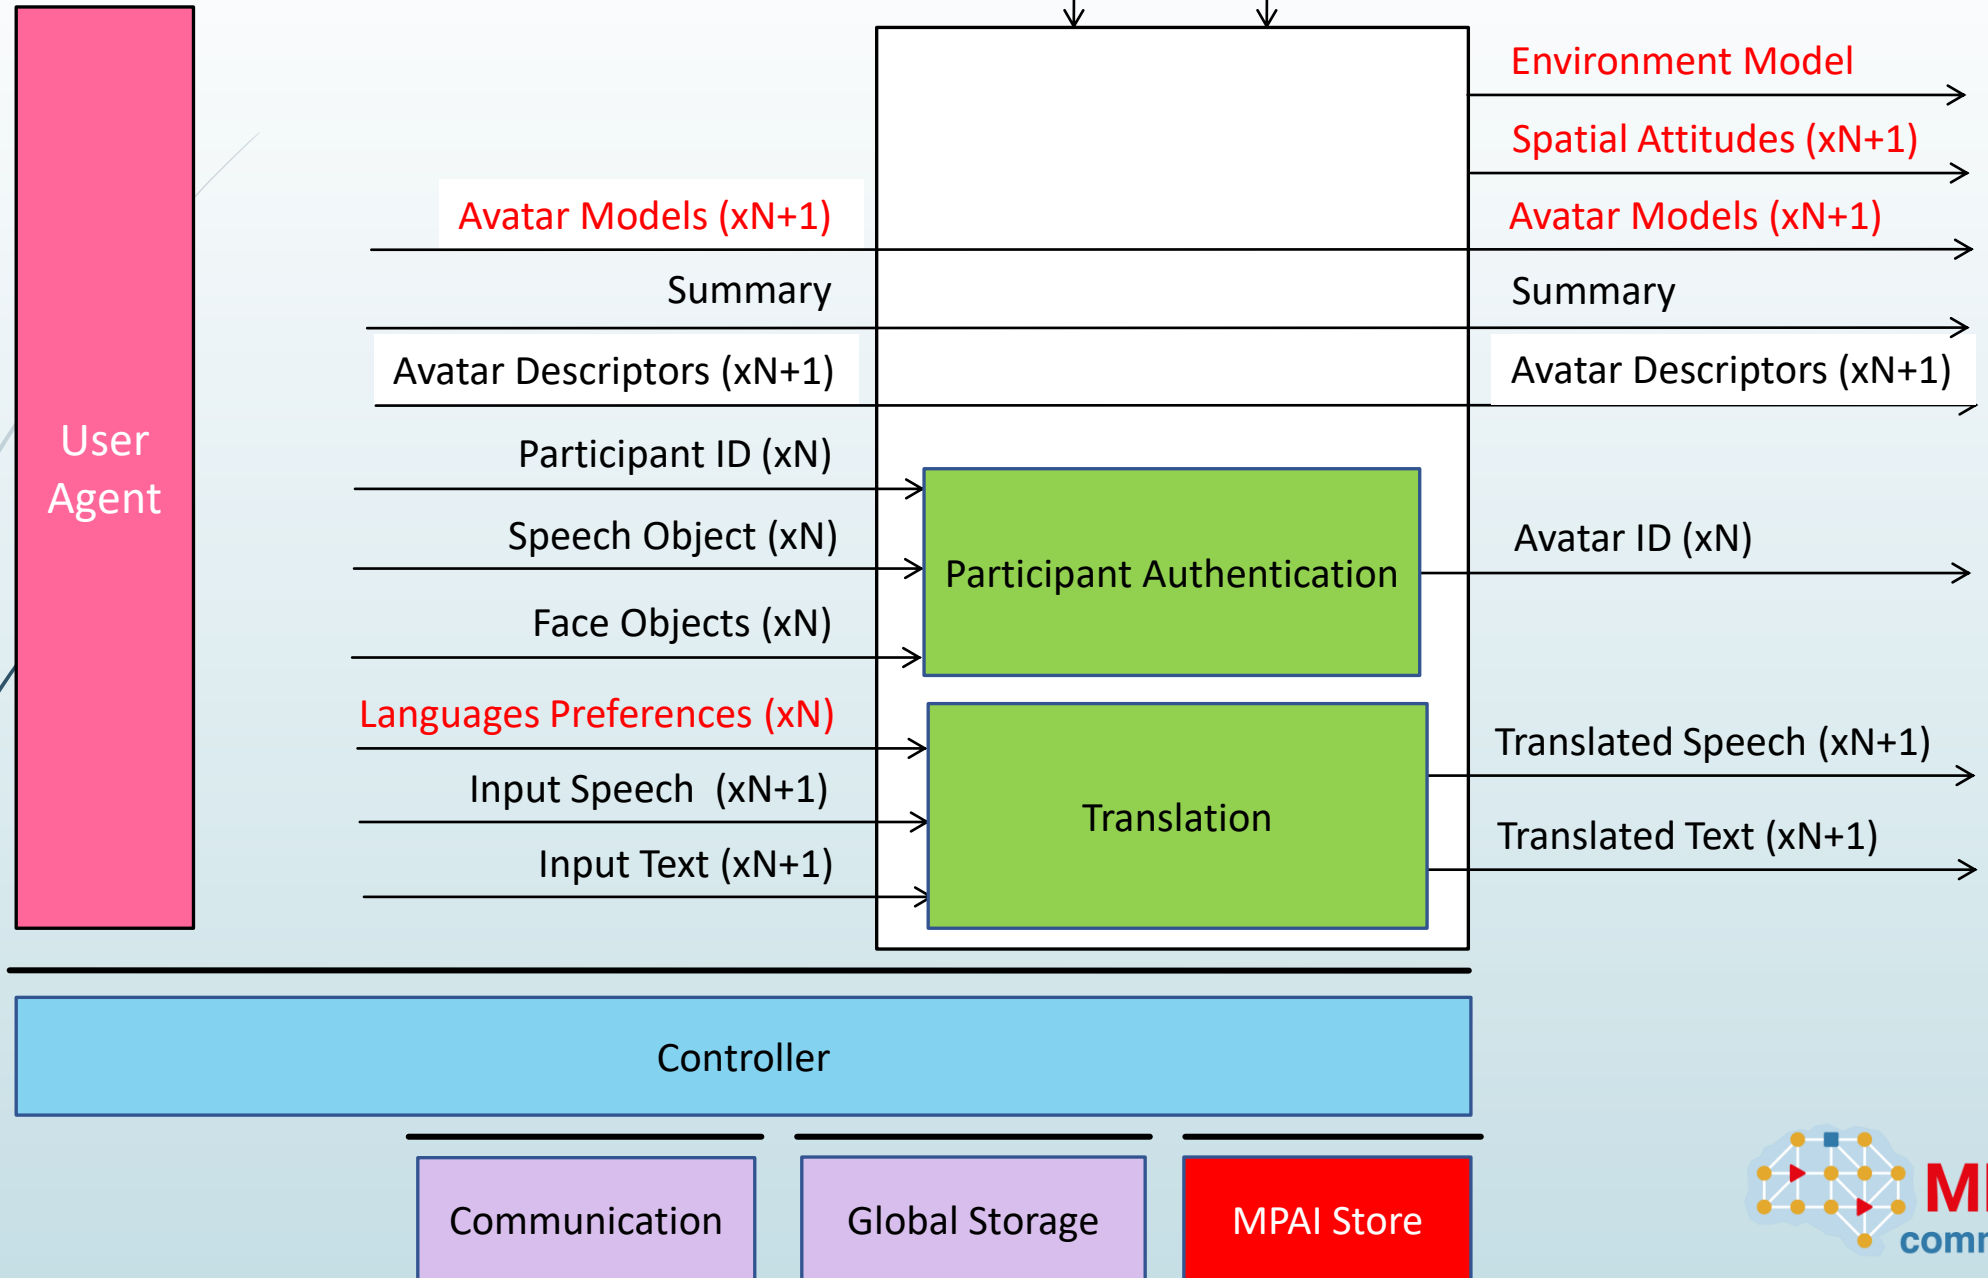 Environment Model
Spatial Attitudes (xN+1)
Avatar Models (xN+1)
Avatar Models (xN+1)
Summary
Summary
Avatar Descriptors (xN+1)
Avatar Descriptors (xN+1)
User
Agent
Participant ID (xN)
Speech Object (xN)
Participant Authentication
Avatar ID (xN)
Face Objects (xN)
Languages Preferences (xN)
Input Speech (xN+1)
Translation
Translated Speech (xN+1)
Input Text (xN+1)
Translated Text (xN+1)
Controller
Communication
Global Storage
MPAI Store